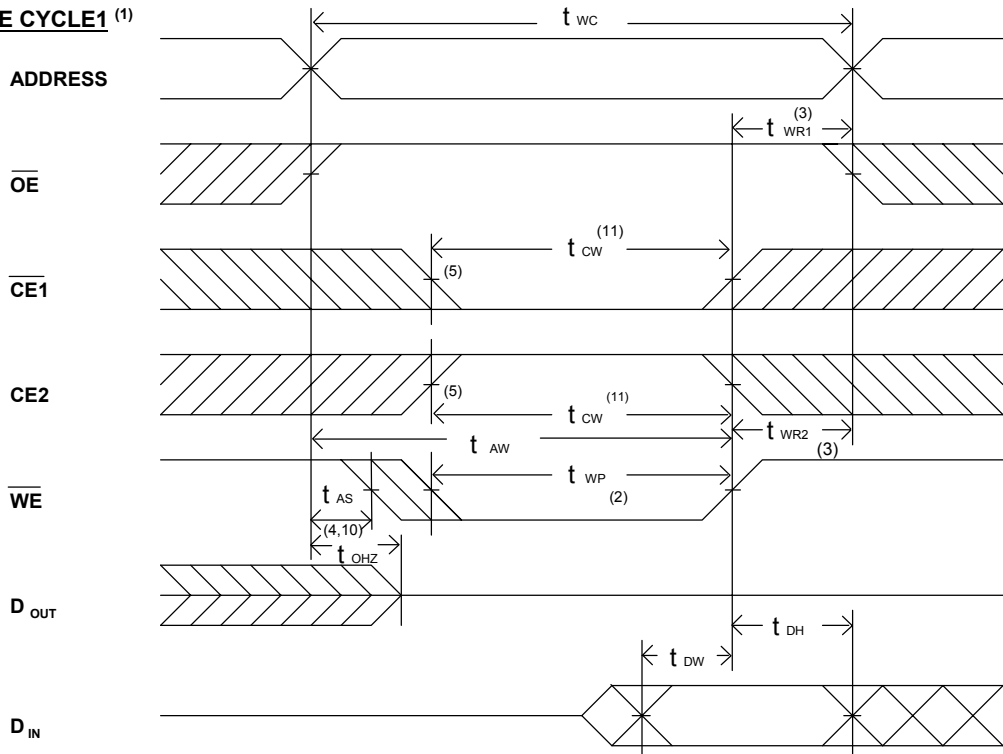 E CYCLE1 (1)
t WC
ADDRESS
t WR1 (3)
OE
t CW (11)
CE1
(5)
CE2
(5)
t CW (11)
t AW
t WR2 (3)
t WP (2)
WE
t AS
(4,10)
t OHZ
D OUT
t DH
t DW
D IN